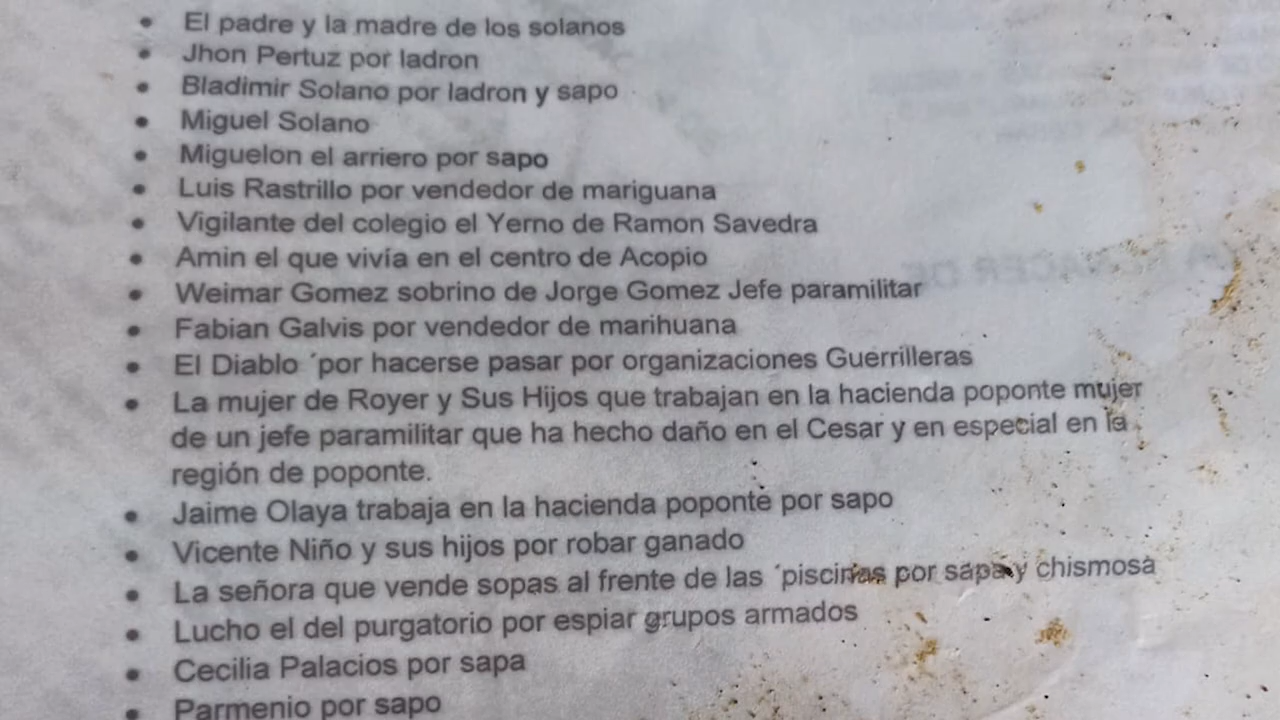 • El padre y la madre de los solanos
• Jhon Pertuz por ladron
• Bladimir Solano por ladron y sapo
• Miguel Solano
• Miguelon el arriero por sapo
• Luis Rastrillo por vendedor de mariguana
• Vigilante del colegio el Yerno de Ramon Savedra
• Amin el que vivía en el centro de Acopio
• Weimar Gomez sobrino de Jorge Gomez Jefe paramilitar
• Fabian Galvis por vendedor de marihuana
• El Diablo ´por hacerse pasar por organizaciones Guerrilleras
• La mujer de Royer y Sus Hijos que trabajan en la hacienda poponte mujer
de un jefe paramilitar que ha hecho daño en el Cesar y en especial en la
región de poponte.
• Jaime Olaya trabaja en la hacienda poponte por sapo
• Vicente Niño y sus hijos por robar ganado
• La señora que vende sopas al frente de las ´piscinas por sapa y chismosa
• Lucho el del purgatorio por espiar grupos armados
• Cecilia Palacios por sapa
• Parmenio por sapo